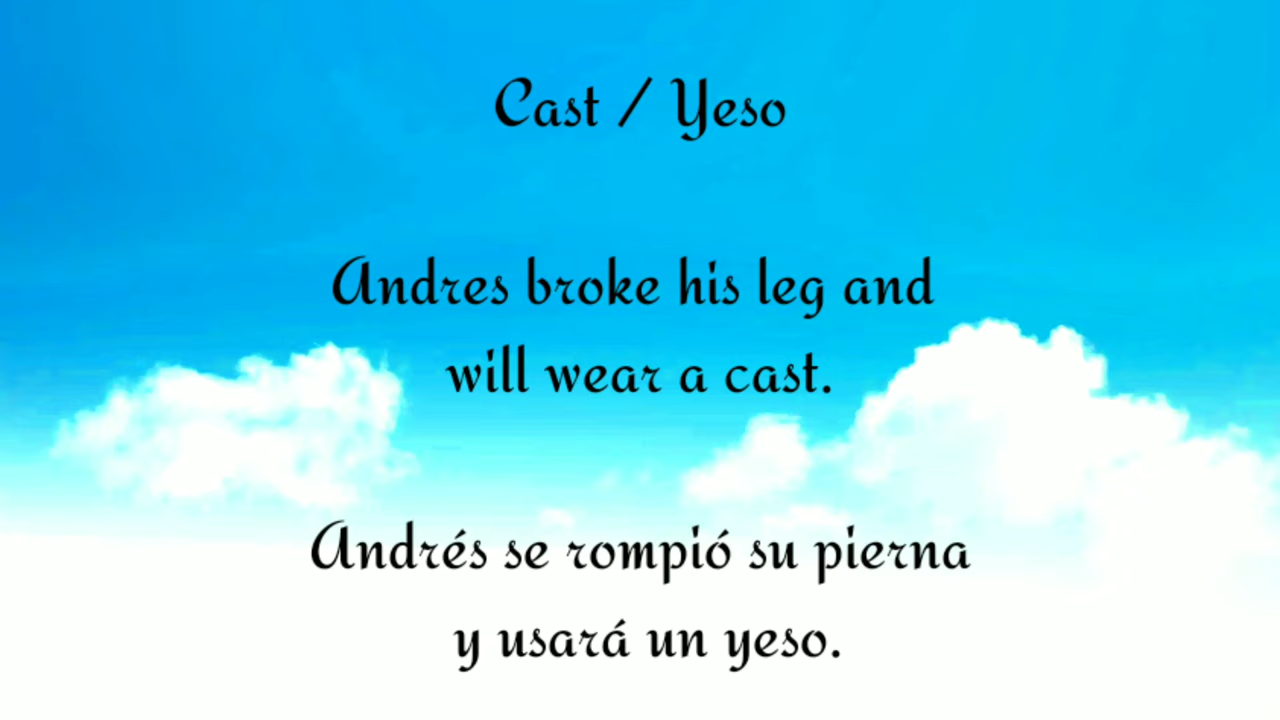 Cast / Yeso
Andres broke his leg and
will wear a cast.
Andrés se rompió su pierna
y usará un yeso.